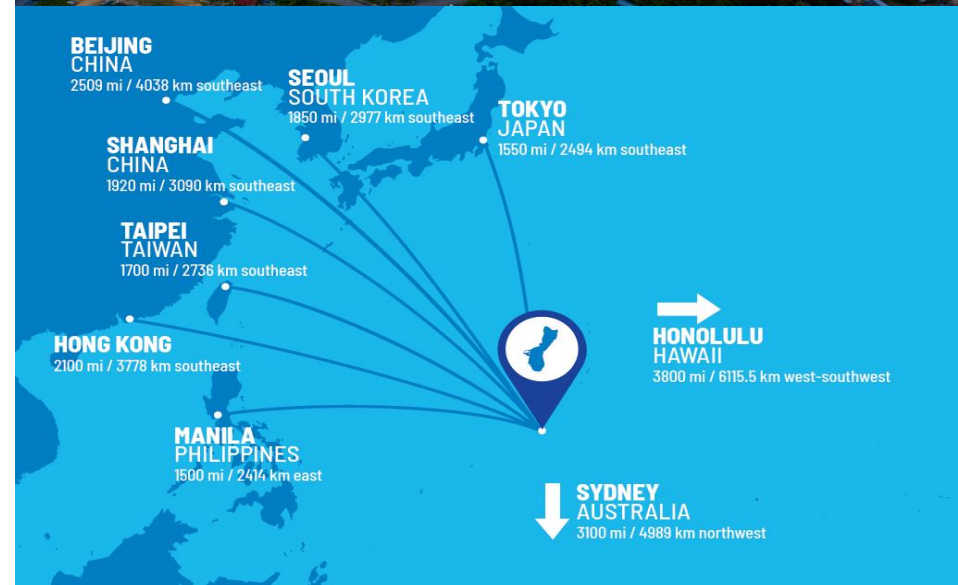 BEIJING
CHINA
2509 mi / 4038 km southeast
SEOUL
SOUTH KOREA
1850 mi / 2977 km southeast
TOKYO
JAPAN
1550 mi / 2494 km southeast
SHANGHAI
CHINA
1920 mi / 3090 km southeast
TAIPEI
TAIWAN
1700 mi / 2736 km southeast
HONG KONG
2100 mi / 3778 km southeast
HONOLULU
HAWAII
3800 mi / 6115.5 km west-southwest
MANILA
PHILIPPINES
1500 mi / 2414 km east
SYDNEY
AUSTRALIA
3100 mi / 4989 km northwest